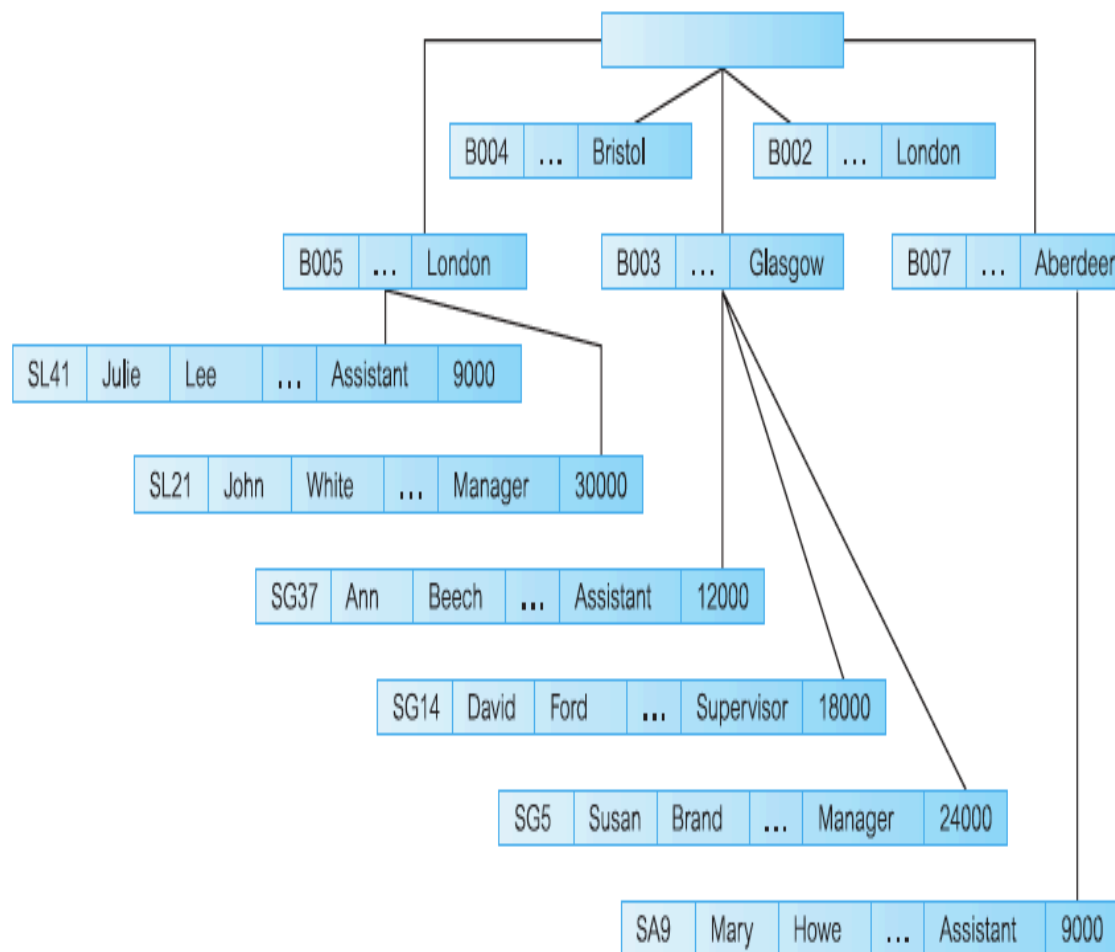 B004 ... Bristol
B002 ... London
B005 ... London
B003 ... Glasgow
B007 ... Aberdeen
SL41 Julie Lee ... Assistant 9000
SL21 John White ... Manager 30000
SG37 Ann Beech ... Assistant 12000
SG14 David Ford ... Supervisor 18000
SG5 Susan Brand ... Manager 24000
SA9 Mary Howe ... Assistant 9000